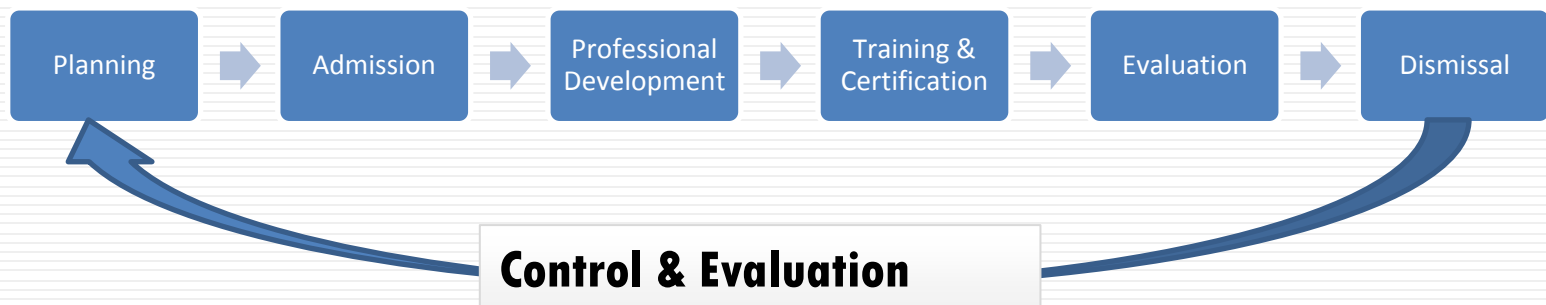 Planning
Admission
Professional
Development
Training &
Certification
Evaluation
Dismissal
Control & Evaluation